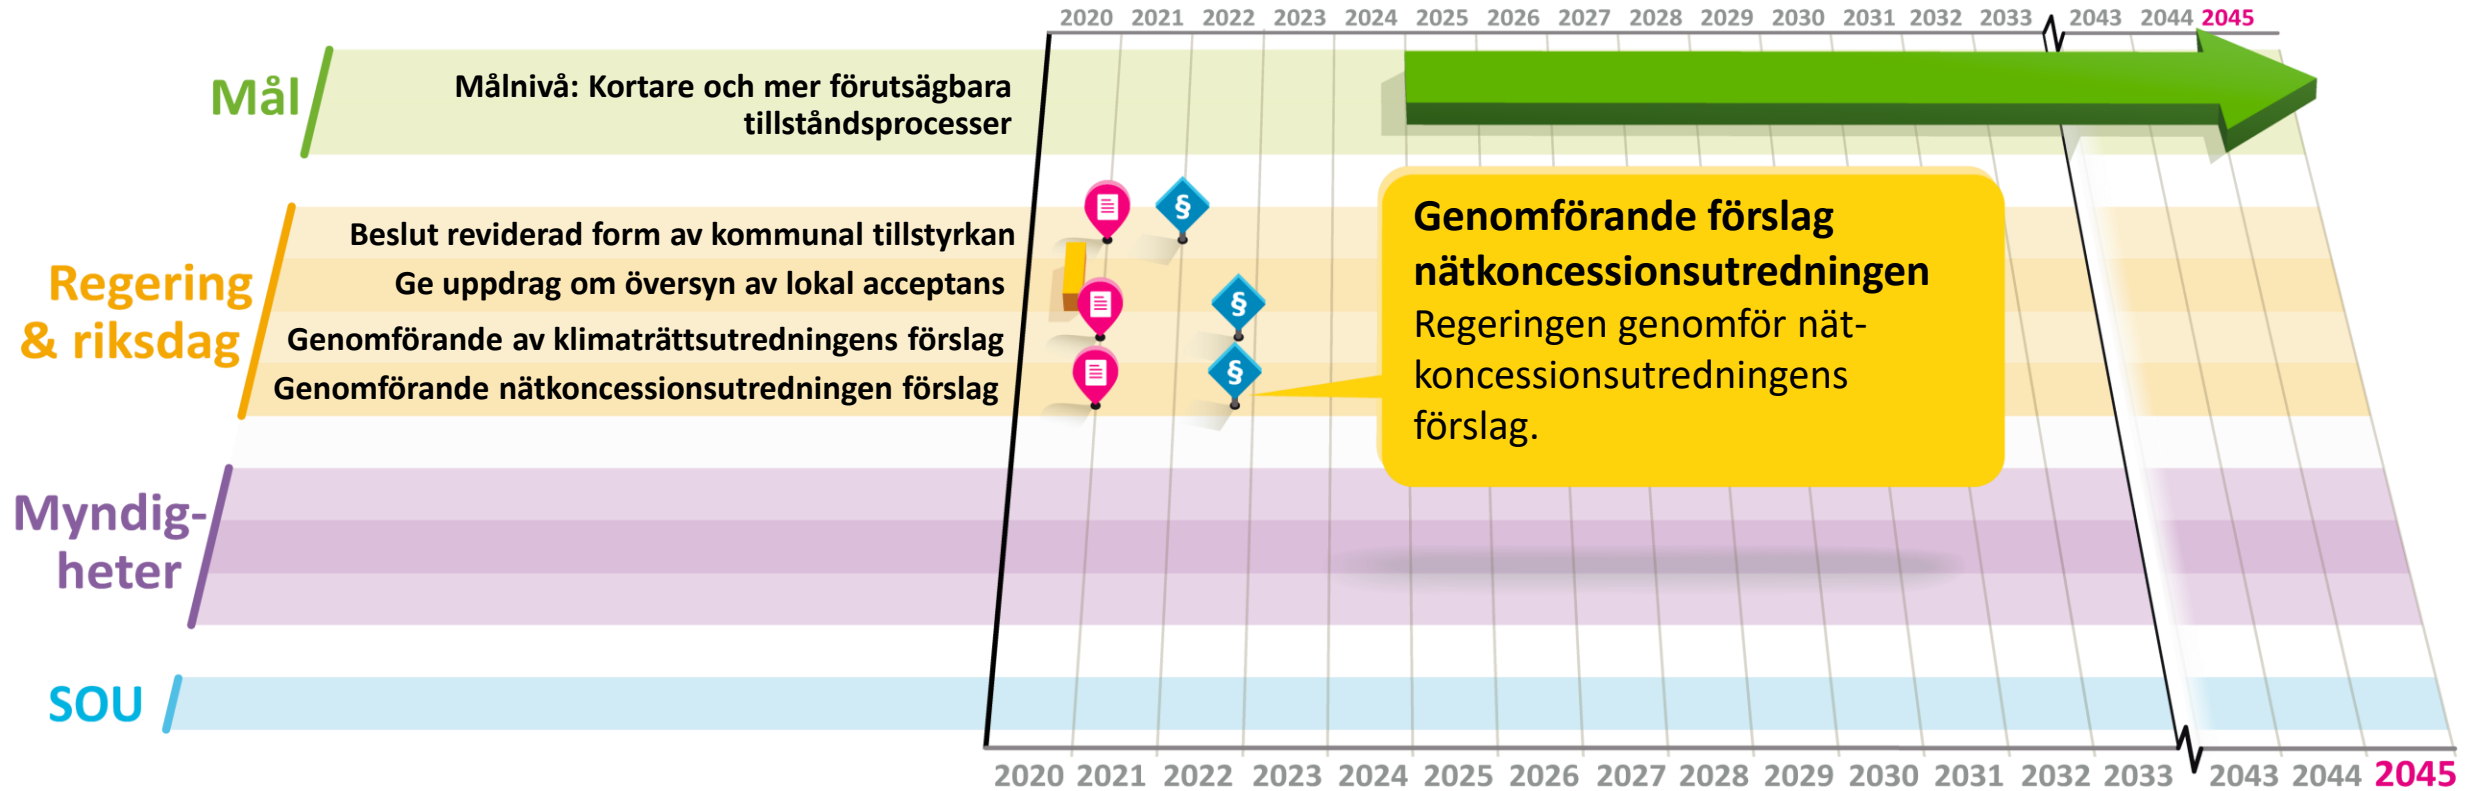 2020 2021 2022 2023 2024 2025 2026 2027 2028 2029 2030 2031 2032 2033 2043 2044 2045
Mål
Målnivå: Kortare och mer förutsägbara
tillståndsprocesser
Regering
& riksdag
Beslut reviderad form av kommunal tillstyrkan
Ge uppdrag om översyn av lokal acceptans
Genomförande av klimaträttsutredningens förslag
Genomförande nätkoncessionsutredningen förslag
§
§
§
Genomförande förslag
nätkoncessionsutredningen
Regeringen genomför nät-
koncessionsutredningens
förslag.
Myndig-
heter
SOU
2020 2021 2022 2023 2024 2025 2026 2027 2028 2029 2030 2031 2032 2033 2043 2044 2045